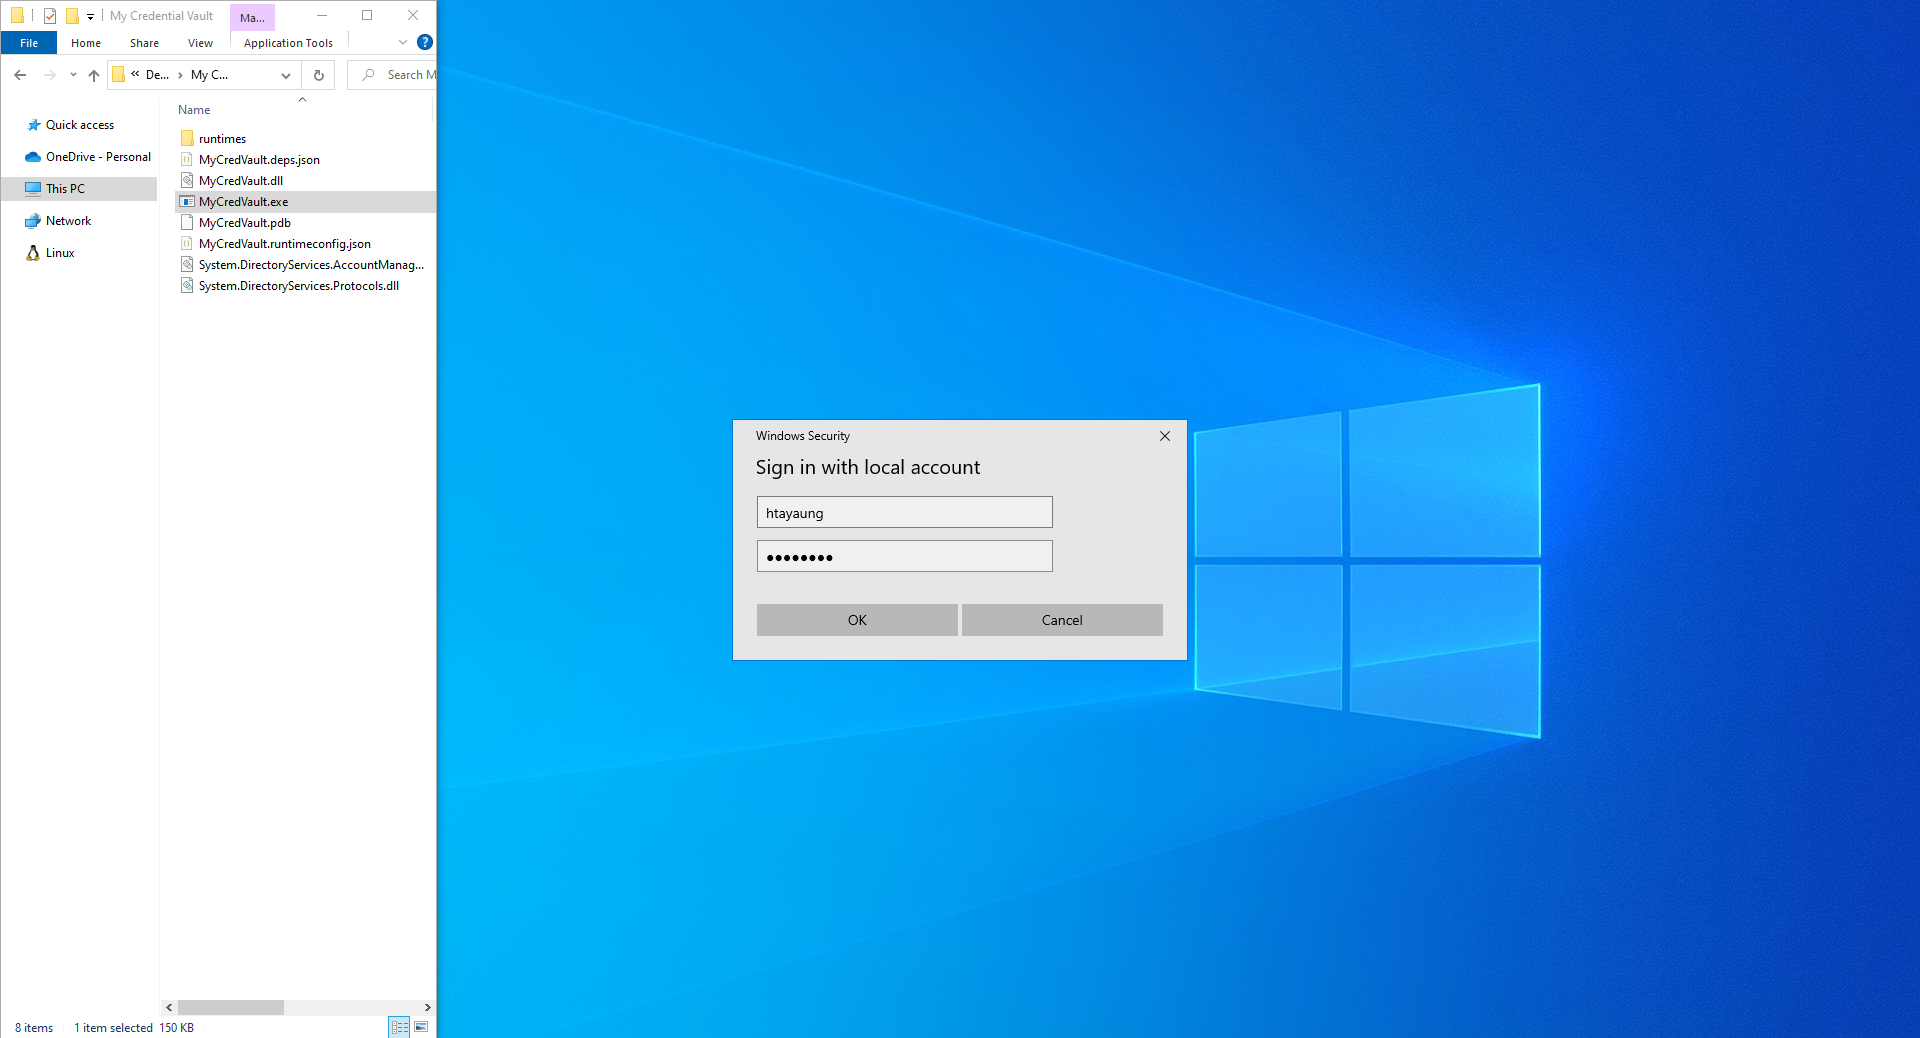 My Credential Vault
Ma...
File
Home
Share
View
Application Tools
?
« De... › My C...
Search M
Name
Quick access
OneDrive - Personal
This PC
Network
Linux
runtimes
MyCredVault.deps.json
MyCredVault.dll
MyCredVault.exe
MyCredVault.pdb
MyCredVault.runtimeconfig.json
System.DirectoryServices.AccountManag...
System.DirectoryServices.Protocols.dll
Windows Security
Sign in with local account
htayaung
●●●●●●●●
OK
Cancel
8 items
1 item selected 150 KB